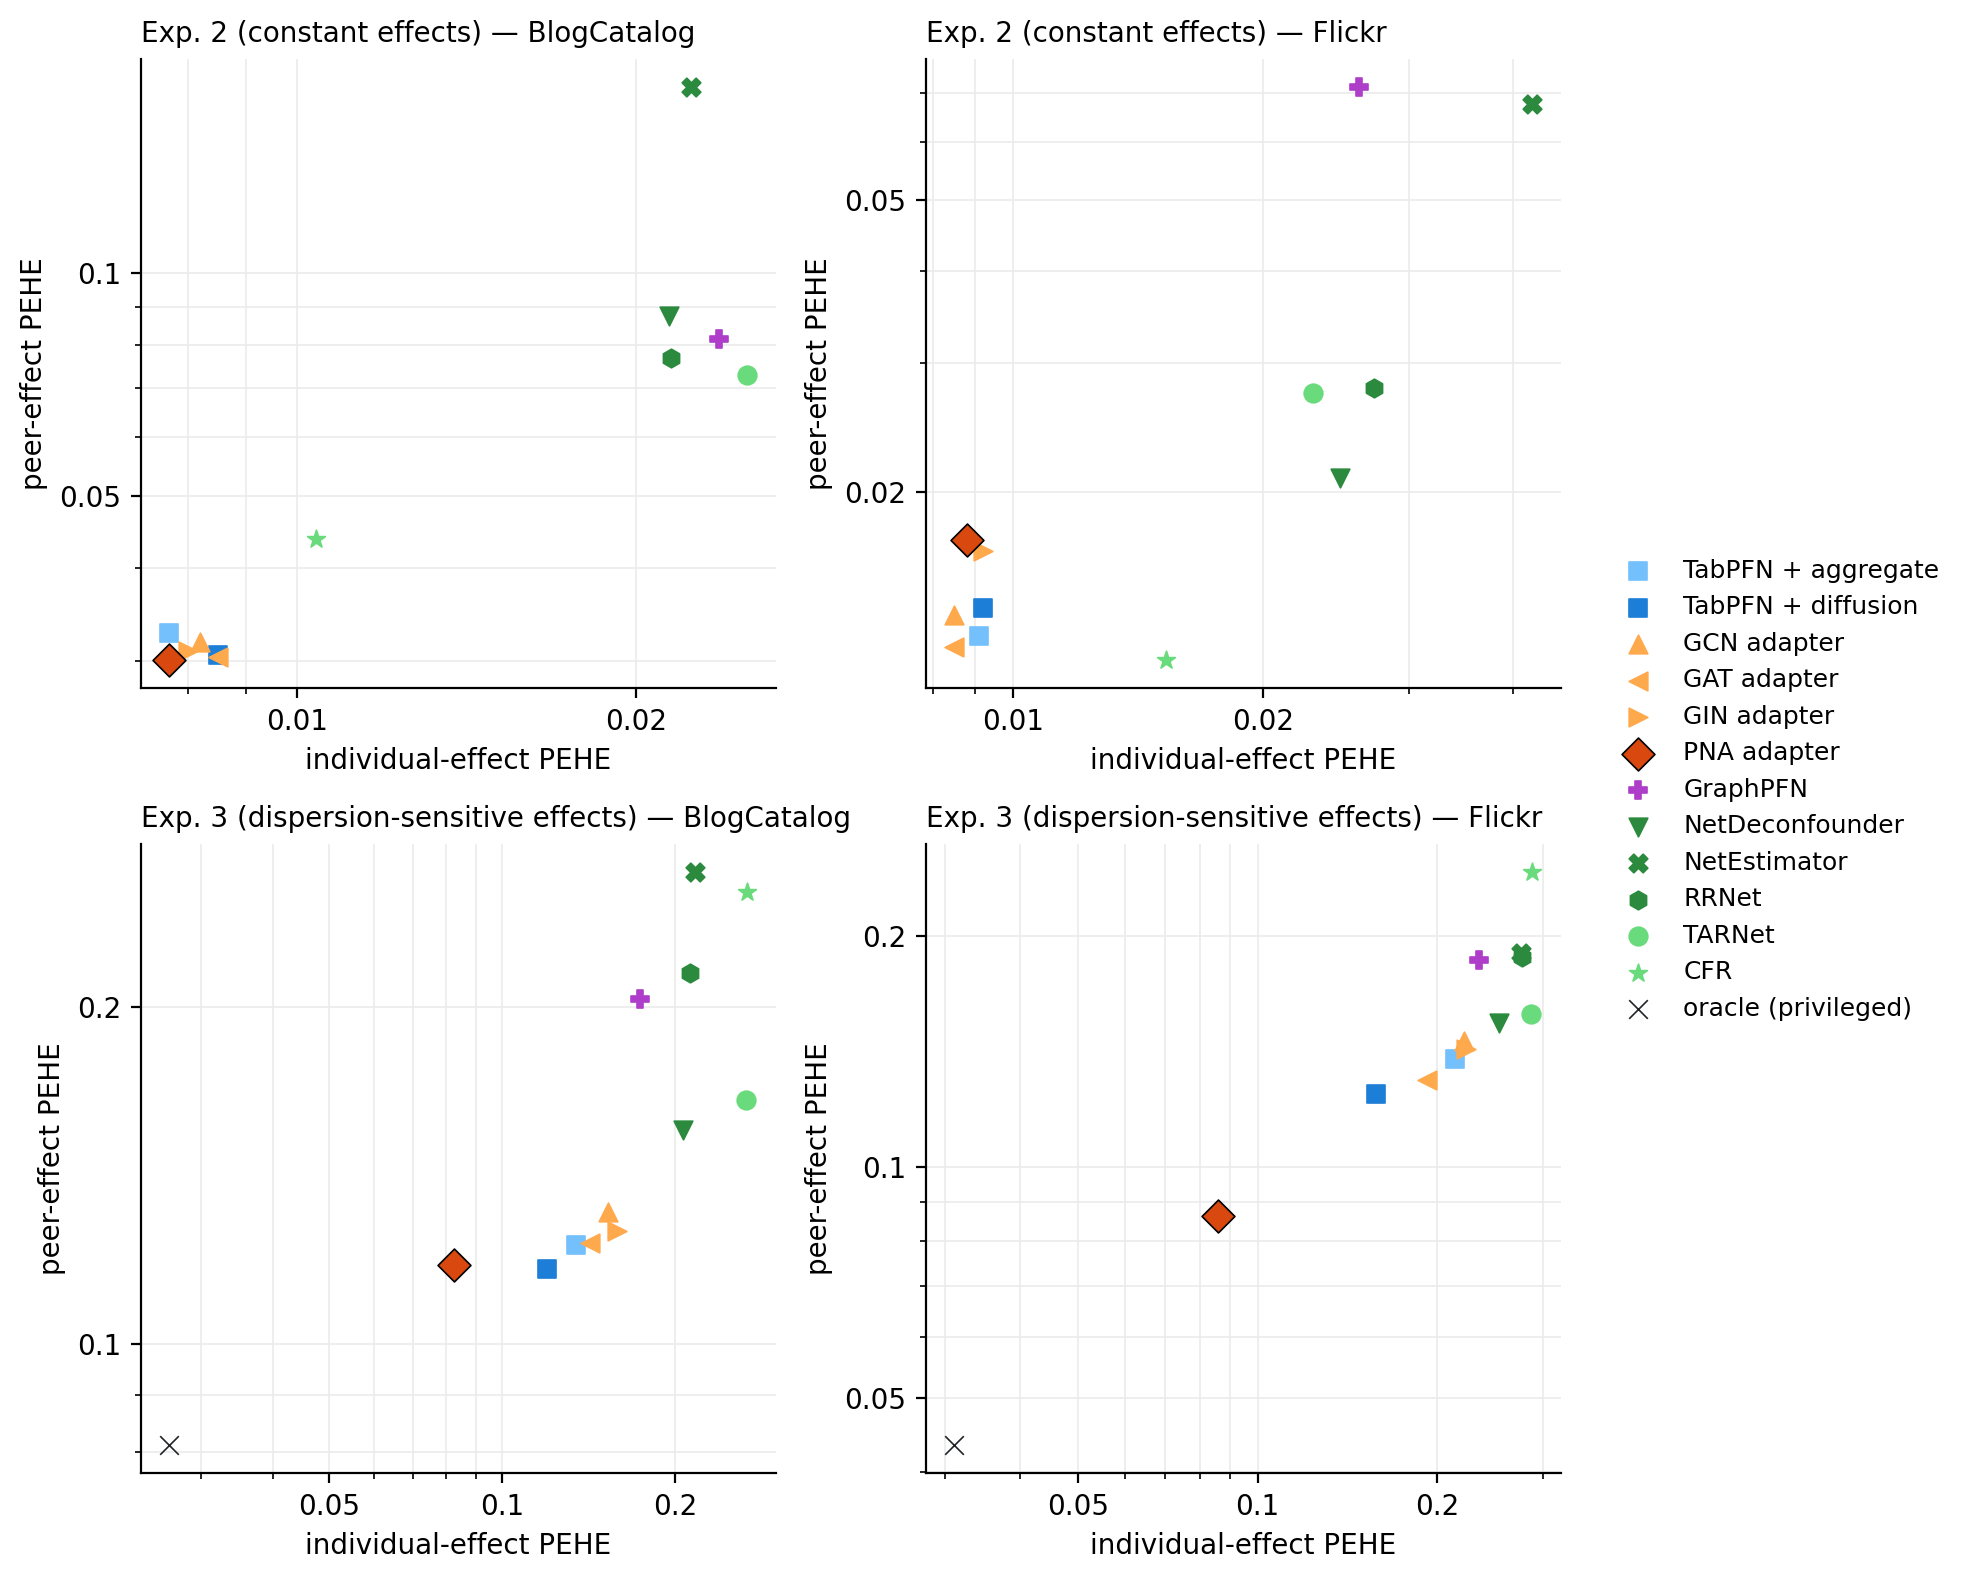 Exp. 2 (constant effects) — BlogCatalog
0.1
0.05
peer-effect PEHE
0.01
0.02
individual-effect PEHE
Exp. 2 (constant effects) — Flickr
0.05
0.02
peer-effect PEHE
0.01
0.02
individual-effect PEHE
Exp. 3 (dispersion-sensitive effects) — BlogCatalog
0.2
0.1
peer-effect PEHE
0.05
0.1
0.2
individual-effect PEHE
Exp. 3 (dispersion-sensitive effects) — Flickr
0.2
0.1
0.05
peer-effect PEHE
0.05
0.1
0.2
individual-effect PEHE
TabPFN + aggregate
TabPFN + diffusion
GCN adapter
GAT adapter
GIN adapter
PNA adapter
GraphPFN
NetDeconfounder
NetEstimator
RRNet
TARNet
CFR
oracle (privileged)